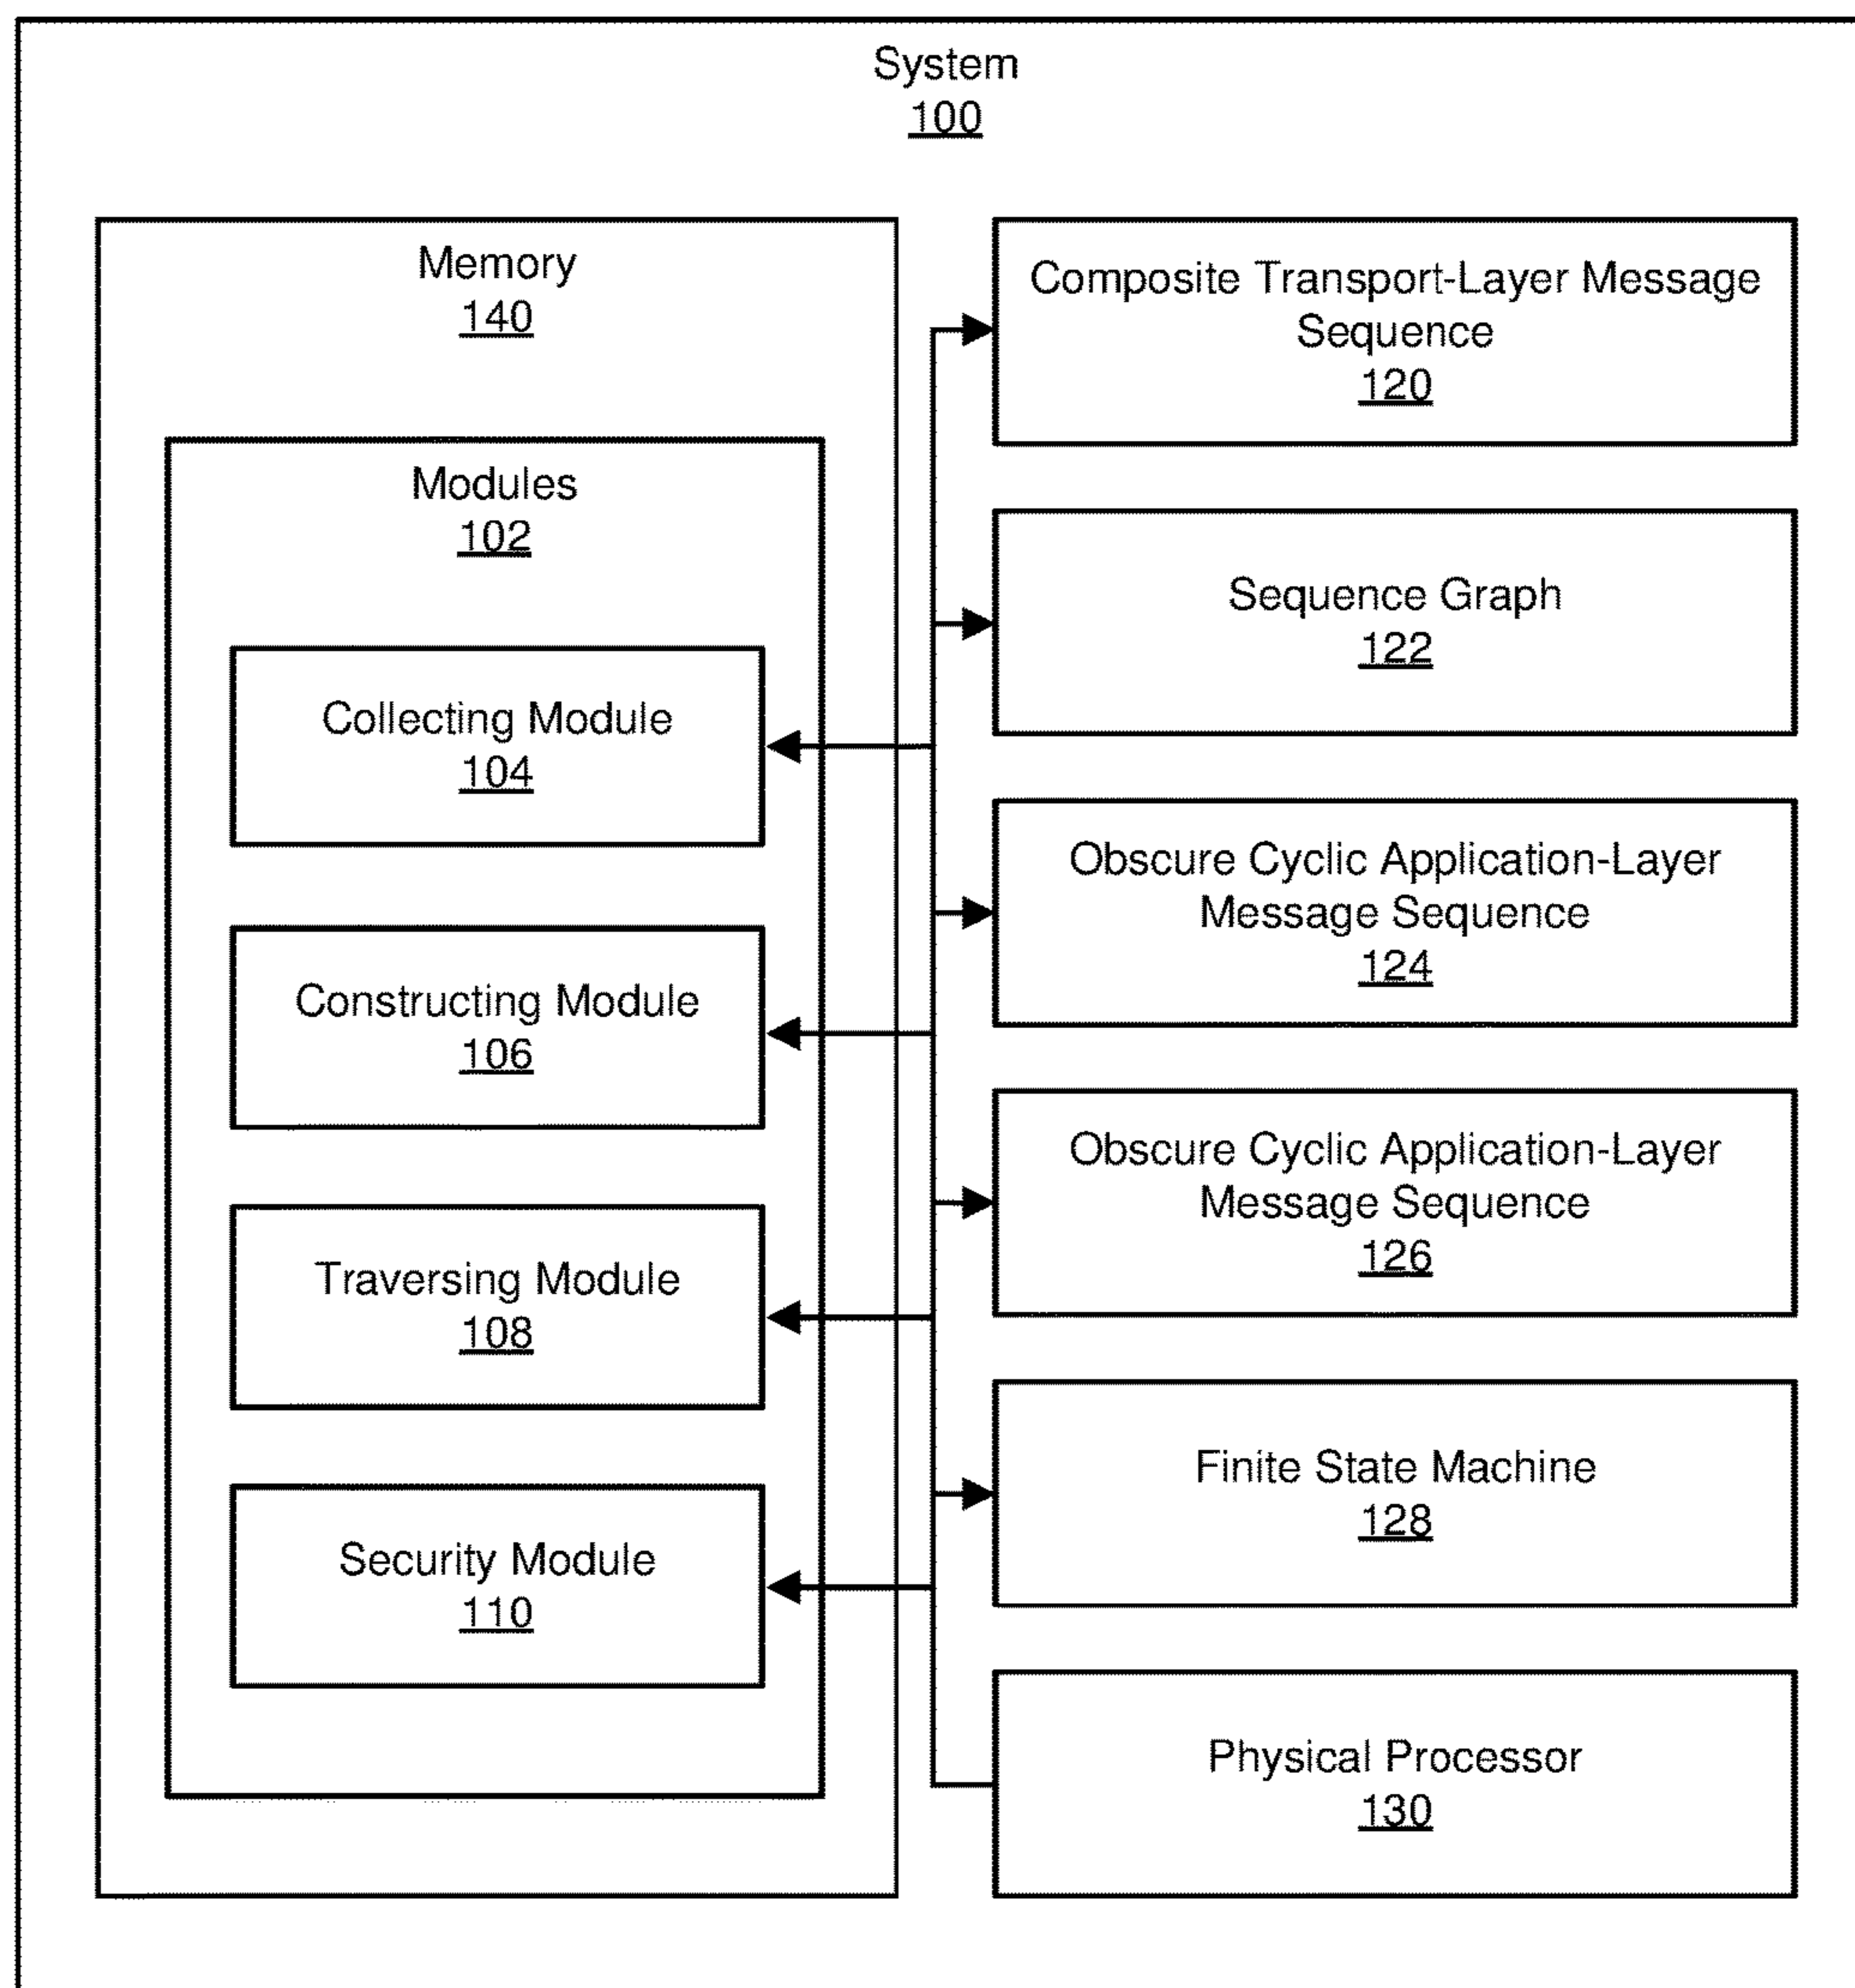 System
100
Memory
140
Modules
102
Collecting Module
104
Constructing Module
106
Traversing Module
108
Security Module
110
Composite Transport-Layer Message
Sequence
120
Sequence Graph
122
Obscure Cyclic Application-Layer
Message Sequence
124
Obscure Cyclic Application-Layer
Message Sequence
126
Finite State Machine
128
Physical Processor
130